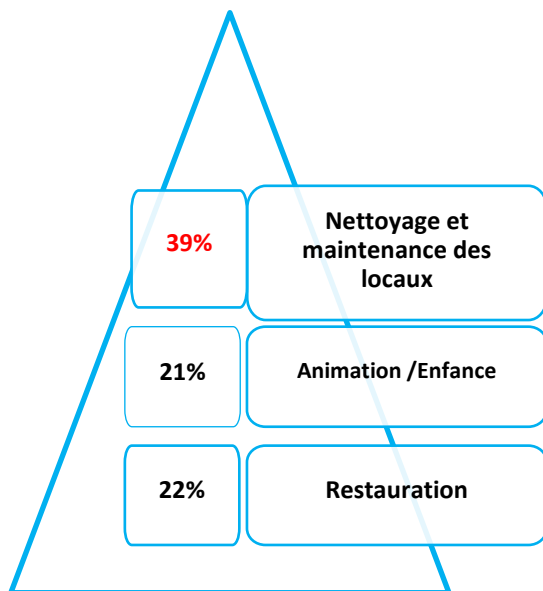 39%
Nettoyage et
maintenance des
locaux
21%
Animation /Enfance
22%
Restauration